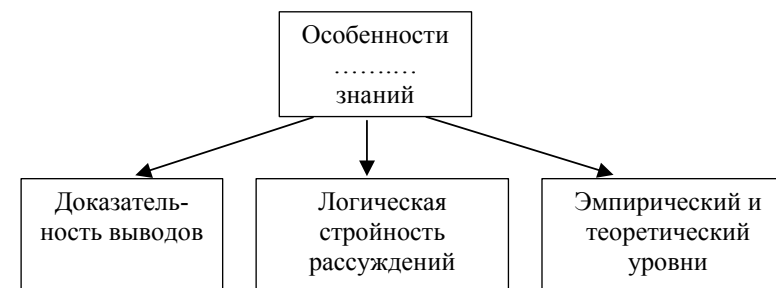 Особенности
……….…
знаний
Доказатель-
ность выводов
Логическая
стройность
рассуждений
Эмпирический и
теоретический
уровни